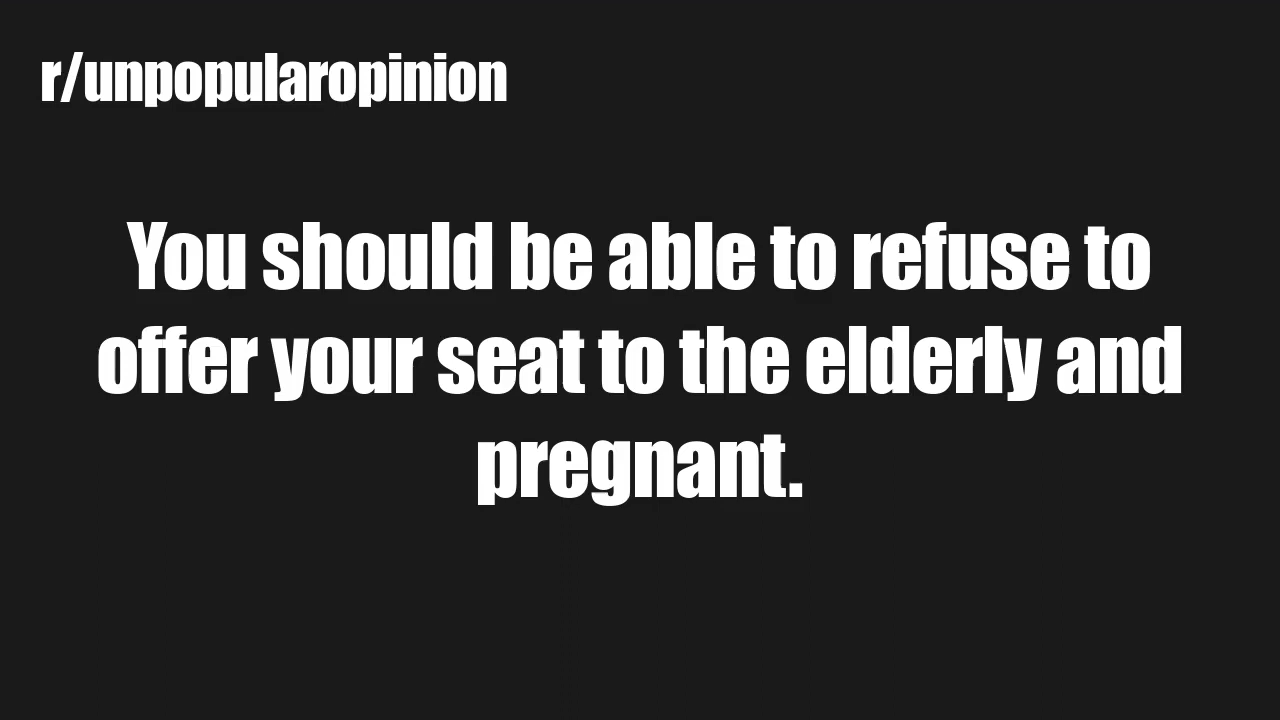 r/unpopularopinion
You should be able to refuse to
offer your seat to the elderly and
pregnant.